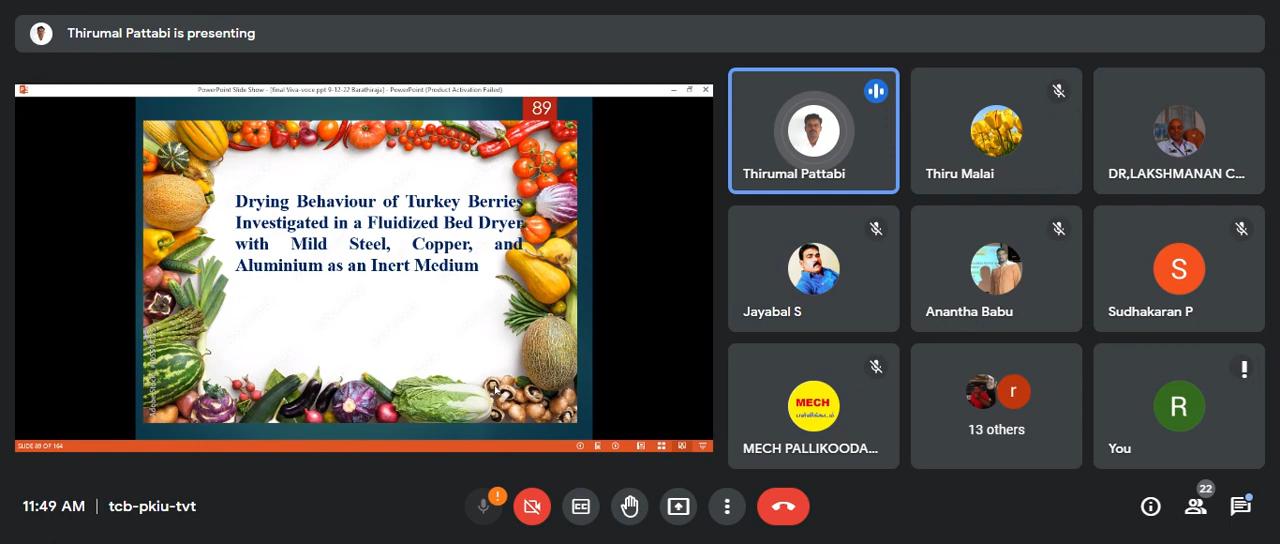 Thirumal Pattabi is presenting
PowerPoint Slide Show - [final Viva-voce.ppt 9-12-22 Barathiraja] - PowerPoint (Product Activation Failed)
89
Drying Behaviour of Turkey Berries
Investigated in a Fluidized Bed Dryer
with Mild Steel, Copper, and
Aluminium as an Inert Medium
SLIDE 89 OF 164
Thirumal Pattabi
Thiru Malai
DR,LAKSHMANAN C...
Jayabal S
Anantha Babu
S
Sudhakaran P
MECH
MECH PALLIKOODA...
r
13 others
R
You
11:49 AM | tcb-pkiu-tvt
22